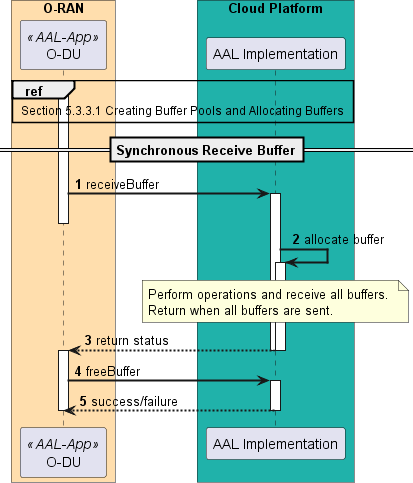 O-RAN
Cloud Platform
« AAL-App»
O-DU
AAL Implementation
ref
Section 5.3.3.1 Creating Buffer Pools and Allocating Buffers
Synchronous Receive Buffer
1 receiveBuffer
2 allocate buffer
Perform operations and receive all buffers.
Return when all buffers are sent.
3 return status
4 freeBuffer
5 success/failure
« AAL-App»
O-DU
AAL Implementation